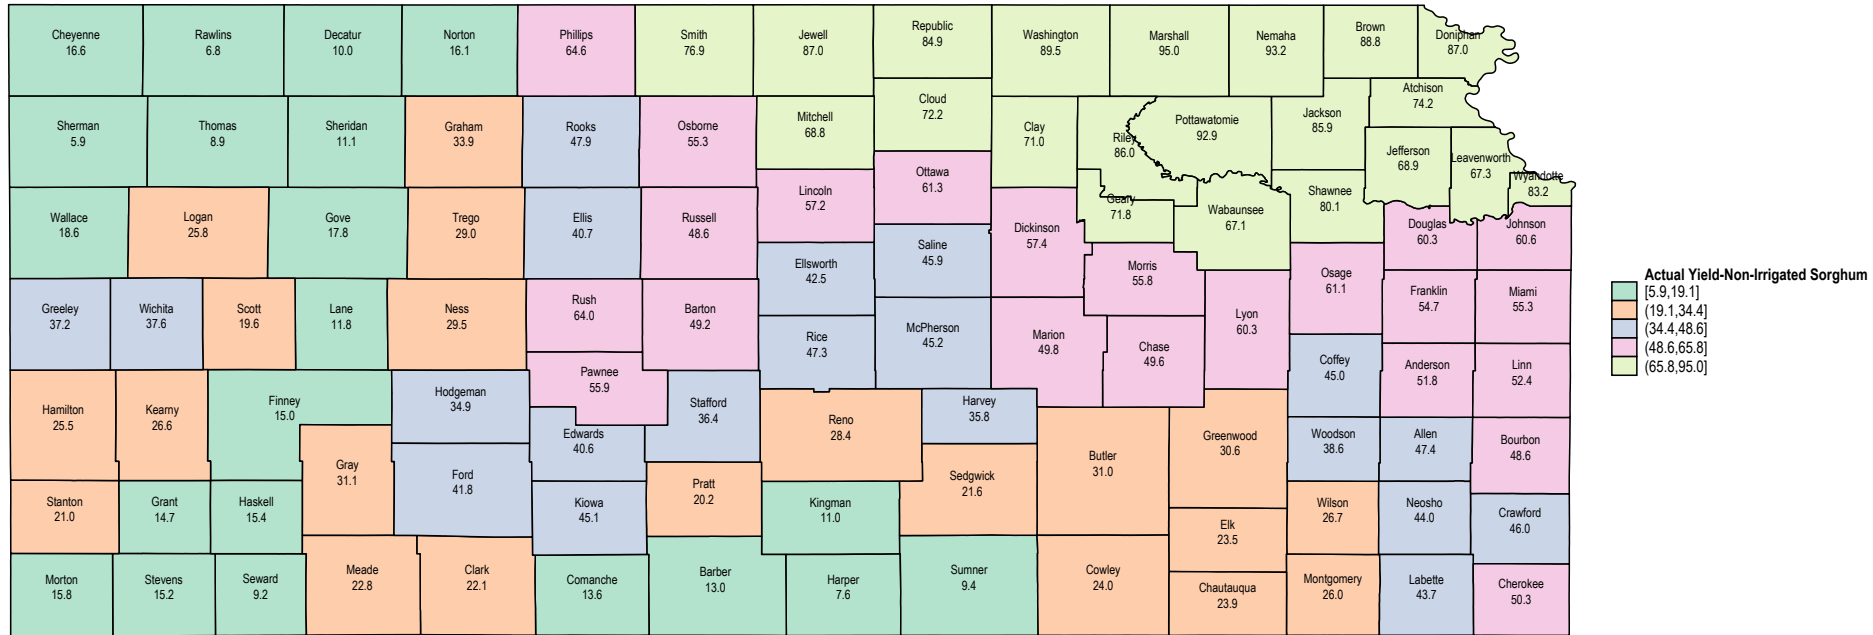 Cheyenne
16.6
Rawlins
6.8
Decatur
10.0
Norton
16.1
Phillips
64.6
Smith
76.9
Jewell
87.0
Republic
84.9
Washington
89.5
Marshall
95.0
Nemaha
93.2
Brown
88.8
Doniphan
87.0
Sherman
5.9
Thomas
8.9
Sheridan
11.1
Graham
33.9
Rooks
47.9
Osborne
55.3
Mitchell
68.8
Cloud
72.2
Clay
71.0
Riley
86.0
Pottawatomie
92.9
Jackson
85.9
Atchison
74.2
Jefferson
68.9
Leavenworth
67.3
Wyandotte
83.2
Wallace
18.6
Logan
25.8
Gove
17.8
Trego
29.0
Ellis
40.7
Russell
48.6
Lincoln
57.2
Ottawa
61.3
Dickinson
57.4
Geary
71.8
Wabaunsee
67.1
Shawnee
80.1
Douglas
60.3
Johnson
60.6
Ellsworth
42.5
Saline
45.9
Morris
55.8
Osage
61.1
Franklin
54.7
Miami
55.3
Greeley
37.2
Wichita
37.6
Scott
19.6
Lane
11.8
Ness
29.5
Rush
64.0
Barton
49.2
Rice
47.3
McPherson
45.2
Marion
49.8
Chase
49.6
Lyon
60.3
Coffey
45.0
Anderson
51.8
Linn
52.4
Hamilton
25.5
Kearny
26.6
Finney
15.0
Hodgeman
34.9
Pawnee
55.9
Stafford
36.4
Reno
28.4
Harvey
35.8
Edwards
40.6
Butler
31.0
Greenwood
30.6
Woodson
38.6
Allen
47.4
Bourbon
48.6
Gray
31.1
Ford
41.8
Pratt
20.2
Sedgwick
21.6
Stanton
21.0
Grant
14.7
Haskell
15.4
Kiowa
45.1
Kingman
11.0
Elk
23.5
Wilson
26.7
Neosho
44.0
Crawford
46.0
Morton
15.8
Stevens
15.2
Seward
9.2
Meade
22.8
Clark
22.1
Comanche
13.6
Barber
13.0
Harper
7.6
Sumner
9.4
Cowley
24.0
Chautauqua
23.9
Montgomery
26.0
Labette
43.7
Cherokee
50.3
Actual Yield-Non-Irrigated Sorghum
[5.9,19.1]
(19.1,34.4]
(34.4,48.6]
(48.6,65.8]
(65.8,95.0]